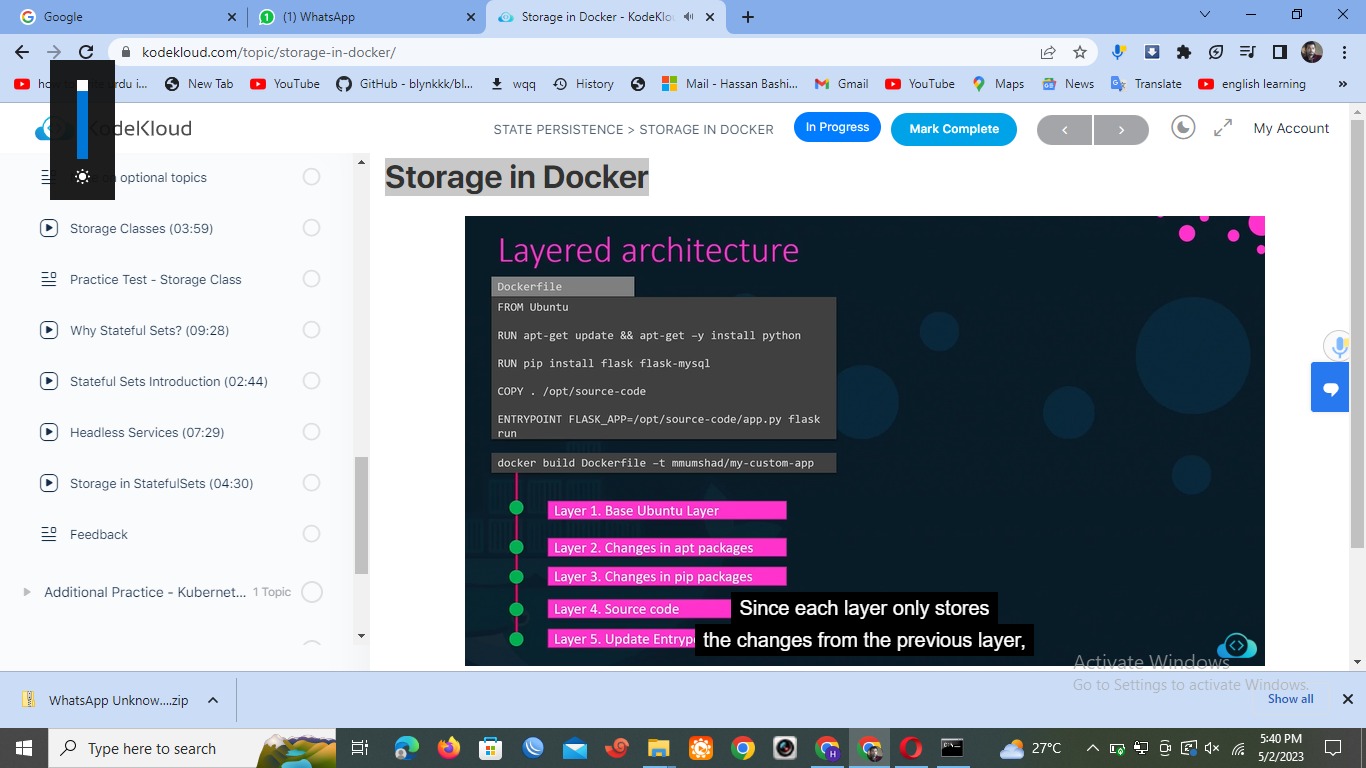 Google
(1) WhatsApp
Storage in Docker - KodeKlo
kodekloud.com/topic/storage-in-docker/
urdu i...
New Tab
YouTube
GitHub - blynkkk/bl...
wqq
History
Mail - Hassan Bashi...
Gmail
YouTube
Maps
News
Translate
english learning
»
KodeKloud
STATE PERSISTENCE > STORAGE IN DOCKER
In Progress
Mark Complete
<
>
My Account
on optional topics
Storage Classes (03:59)
Practice Test - Storage Class
Why Stateful Sets? (09:28)
Stateful Sets Introduction (02:44)
Headless Services (07:29)
Storage in StatefulSets (04:30)
Feedback
Additional Practice - Kubernet... 1 Topic
Storage in Docker
Layered architecture
Dockerfile
FROM Ubuntu
RUN apt-get update && apt-get –y install python
RUN pip install flask flask-mysql
COPY . /opt/source-code
ENTRYPOINT FLASK_APP=/opt/source-code/app.py flask
run
docker build Dockerfile –t mmumshad/my-custom-app
Layer 1. Base Ubuntu Layer
Layer 2. Changes in apt packages
Layer 3. Changes in pip packages
Layer 4. Source code
Layer 5. Update Entryp
Since each layer only stores
the changes from the previous layer,
Activate Windows
Go to Settings to activate Windows.
WhatsApp Unknow....zip
Show all
Type here to search
27°C
5:40 PM
5/2/2023